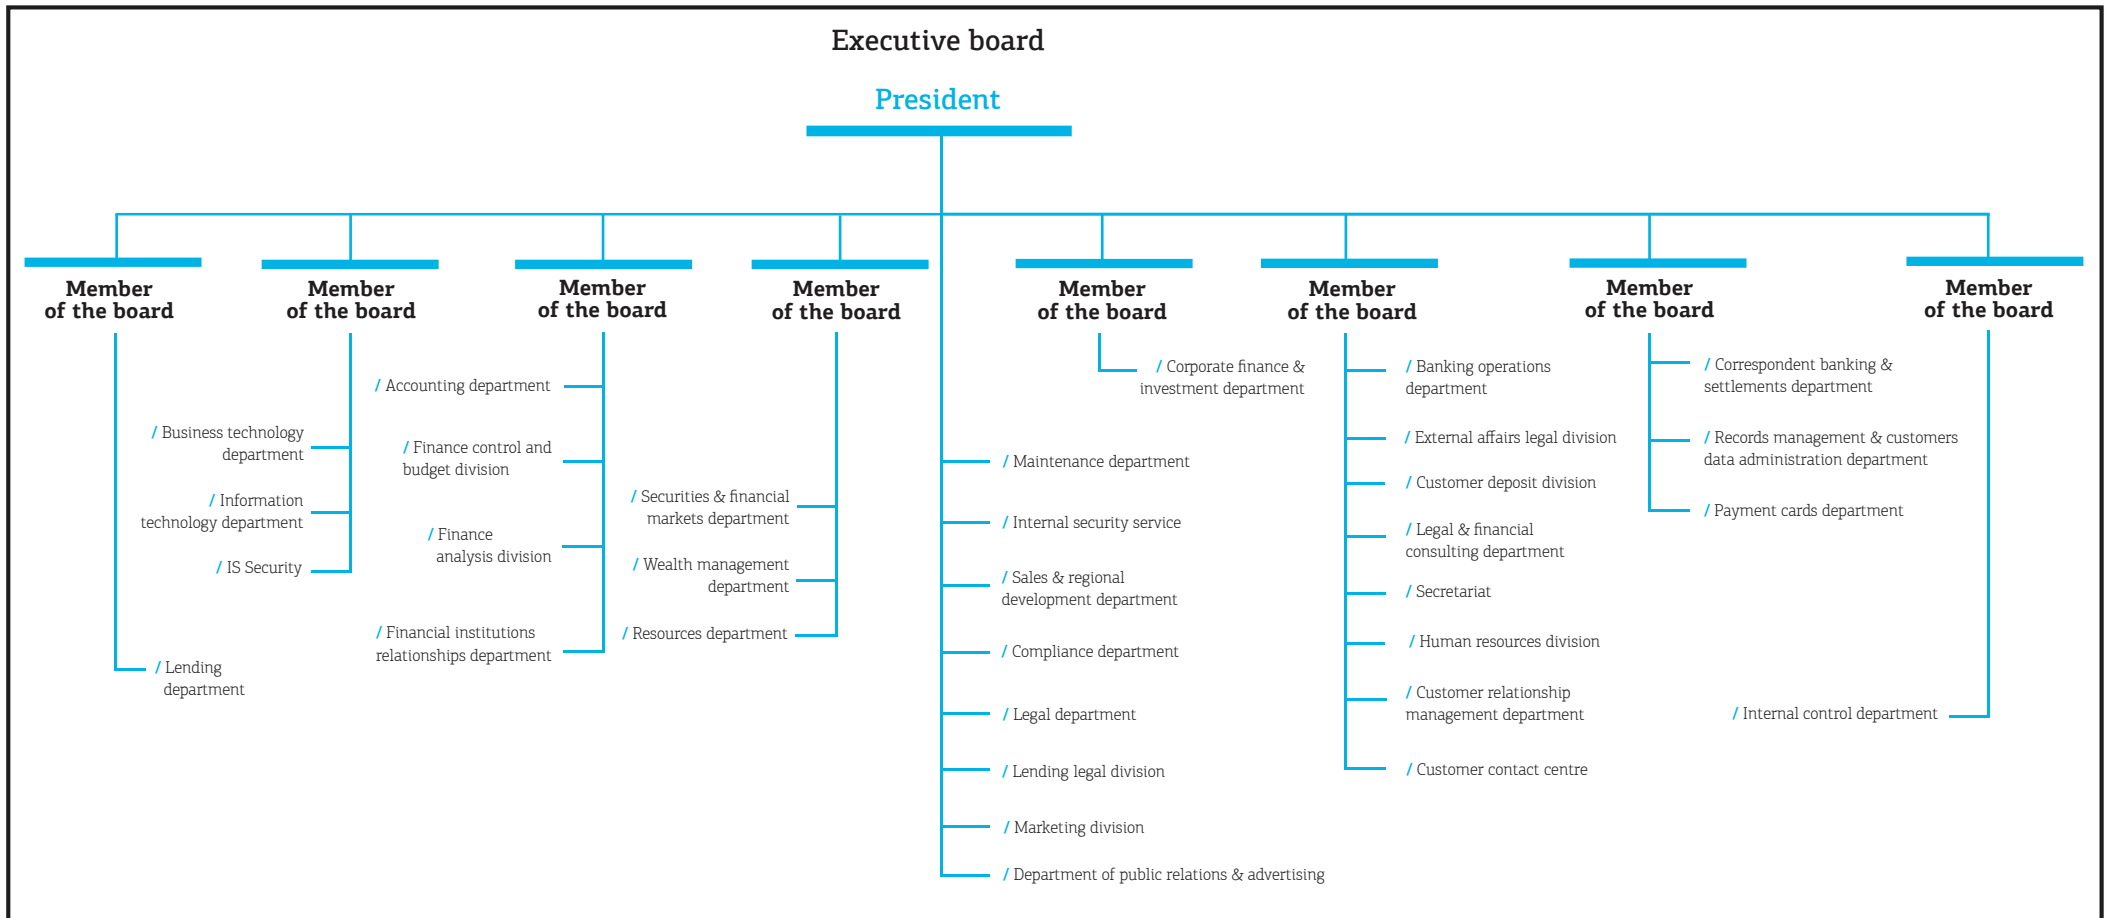 Executive board
President
Member
of the board
/ Lending
department
Member
of the board
/ Business technology
department
/ Information
technology department
/ IS Security
Member
of the board
/ Accounting department
/ Finance control and
budget division
/ Finance
analysis division
/ Financial institutions
relationships department
Member
of the board
/ Securities & financial
markets department
/ Wealth management
department
/ Resources department
/ Maintenance department
/ Internal security service
/ Sales & regional
development department
/ Compliance department
/ Legal department
/ Lending legal division
/ Marketing division
/ Department of public relations & advertising
Member
of the board
/ Corporate finance &
investment department
Member
of the board
/ Banking operations
department
/ External affairs legal division
/ Customer deposit division
/ Legal & financial
consulting department
/ Secretariat
/ Human resources division
/ Customer relationship
management department
/ Customer contact centre
Member
of the board
/ Correspondent banking &
settlements department
/ Records management & customers
data administration department
/ Payment cards department
Member
of the board
/ Internal control department